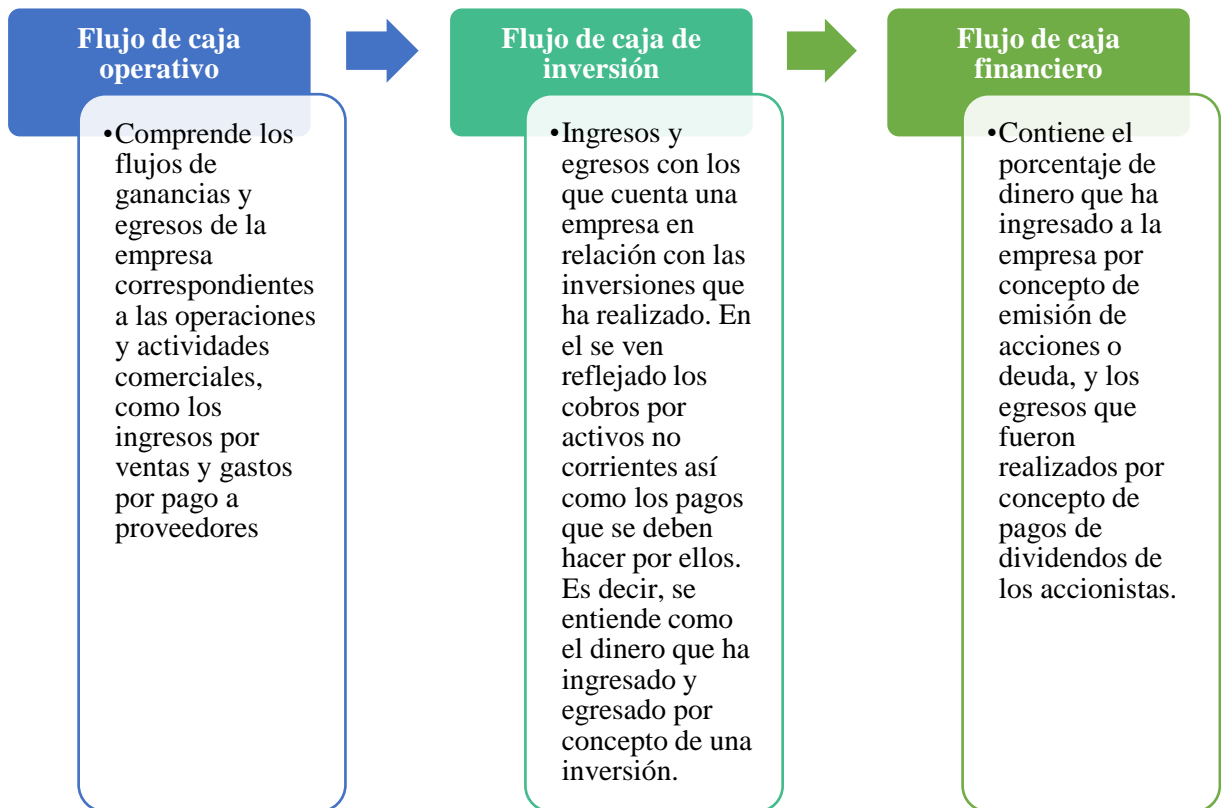 Flujo de caja
operativo
•Comprende los
flujos de
ganancias y
egresos de la
empresa
correspondientes
a las operaciones
y actividades
comerciales,
como los
ingresos por
ventas y gastos
por pago a
proveedores
Flujo de caja de
inversión
•Ingresos y
egresos con los
que cuenta una
empresa en
relación con las
inversiones que
ha realizado. En
el se ven
reflejado los
cobros por
activos no
corrientes así
como los pagos
que se deben
hacer por ellos.
Es decir, se
entiende como
el dinero que ha
ingresado y
egresado por
concepto de una
inversión.
Flujo de caja
financiero
•Contiene el
porcentaje de
dinero que ha
ingresado a la
empresa por
concepto de
emisión de
acciones o
deuda, y los
egresos que
fueron
realizados por
concepto de
pagos de
dividendos de
los accionistas.